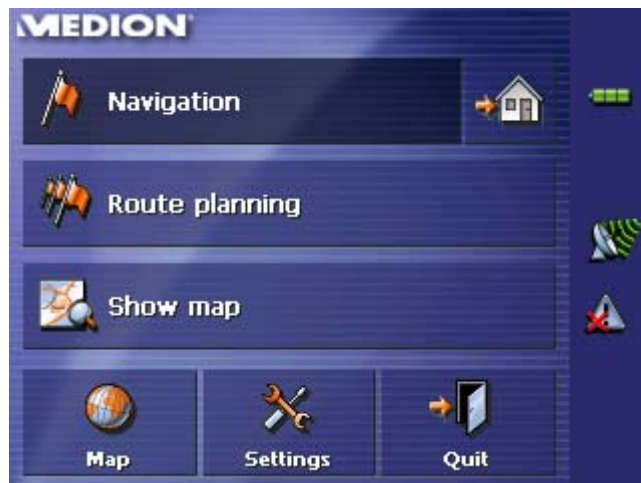 MEDION
Navigation
Route planning
Show map
Map
Settings
Quit